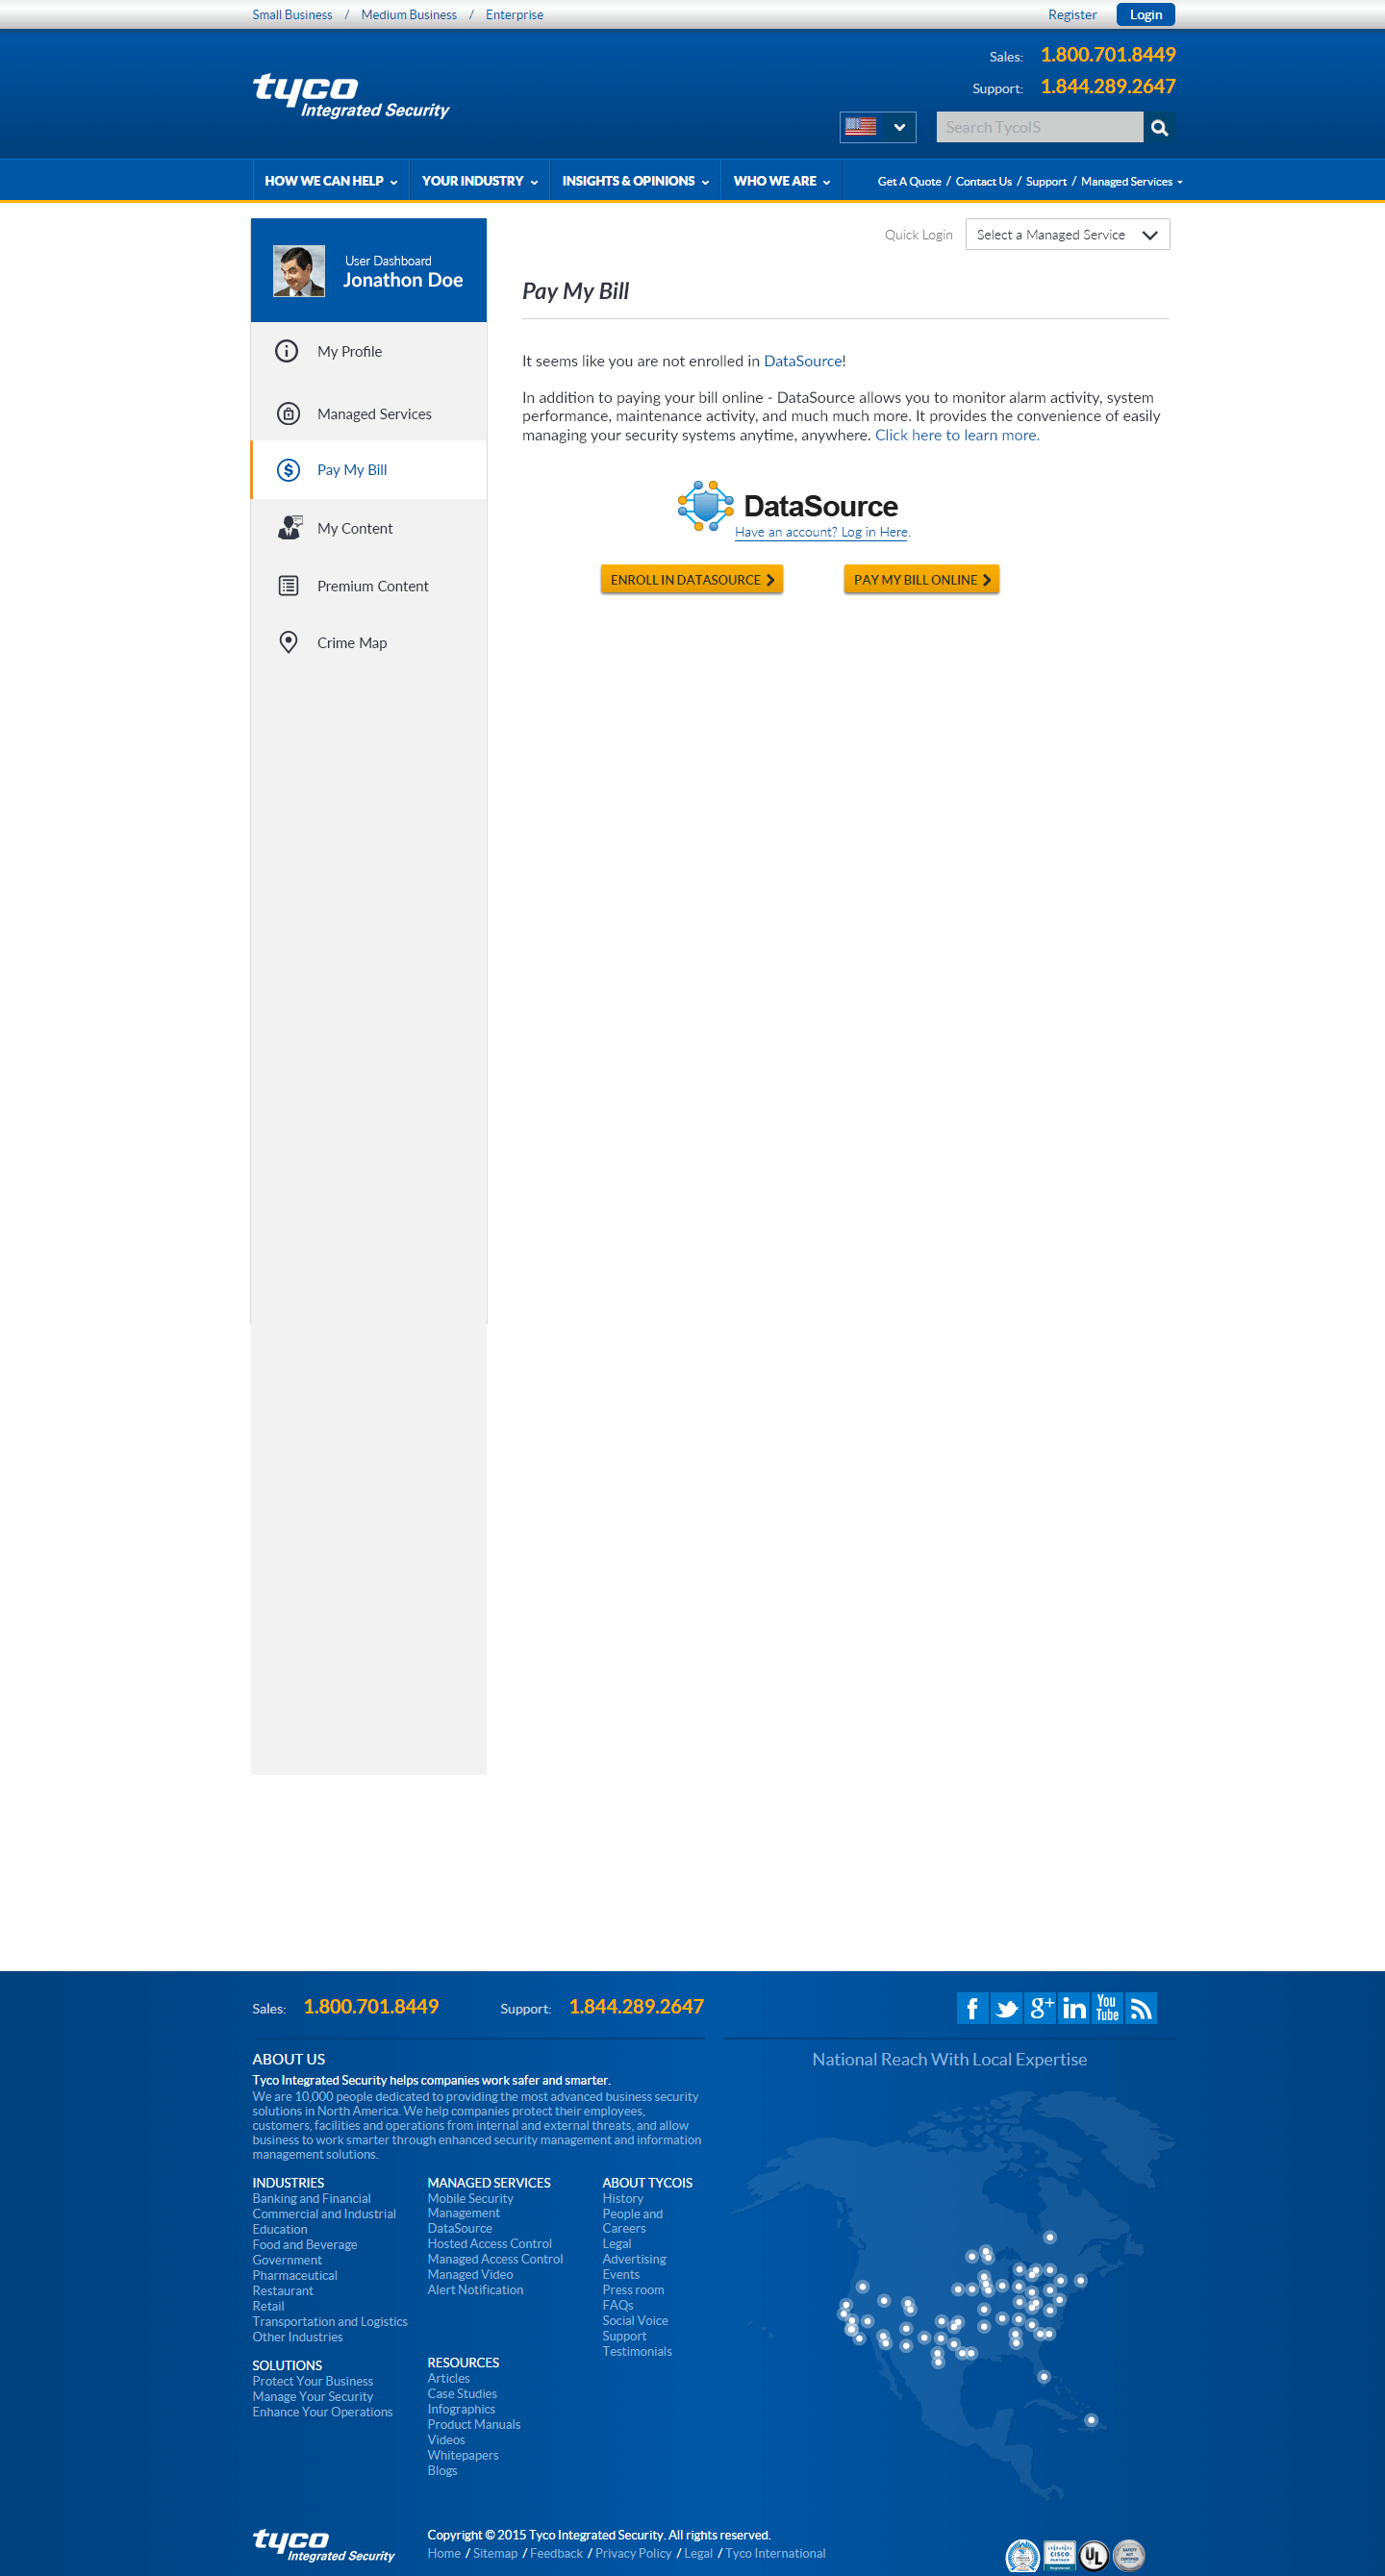 Small Business / Medium Business / Enterprise
Register
Login
Sales: 1.800.701.8449
Support: 1.844.289.2647
tyco
Integrated Security
Search TycoIS
HOW WE CAN HELP
YOUR INDUSTRY
INSIGHTS & OPINIONS
WHO WE ARE
Get A Quote / Contact Us / Support / Managed Services
User Dashboard
Jonathon Doe
My Profile
Managed Services
Pay My Bill
My Content
Premium Content
Crime Map
Quick Login
Select a Managed Service
Pay My Bill
It seems like you are not enrolled in DataSource!
In addition to paying your bill online - DataSource allows you to monitor alarm activity, system
performance, maintenance activity, and much much more. It provides the convenience of easily
managing your security systems anytime, anywhere. Click here to learn more.
DataSource
Have an account? Log in Here.
ENROLL IN DATASOURCE
PAY MY BILL ONLINE
Sales: 1.800.701.8449
Support: 1.844.289.2647
f
g+
in
You
Tube
ABOUT US
Tyco Integrated Security helps companies work safer and smarter.
We are 10,000 people dedicated to providing the most advanced business security
solutions in North America. We help companies protect their employees,
customers, facilities and operations from internal and external threats, and allow
business to work smarter through enhanced security management and information
management solutions.
National Reach With Local Expertise
INDUSTRIES
Banking and Financial
Commercial and Industrial
Education
Food and Beverage
Government
Pharmaceutical
Restaurant
Retail
Transportation and Logistics
Other Industries
SOLUTIONS
Protect Your Business
Manage Your Security
Enhance Your Operations
MANAGED SERVICES
Mobile Security
Management
DataSource
Hosted Access Control
Managed Access Control
Managed Video
Alert Notification
RESOURCES
Articles
Case Studies
Infographics
Product Manuals
Videos
Whitepapers
Blogs
ABOUT TYCOIS
History
People and
Careers
Legal
Advertising
Events
Press room
FAQs
Social Voice
Support
Testimonials
tyco
Integrated Security
Copyright © 2015 Tyco Integrated Security. All rights reserved.
Home / Sitemap / Feedback / Privacy Policy / Legal / Tyco International
CISCO
PARTNER
UL